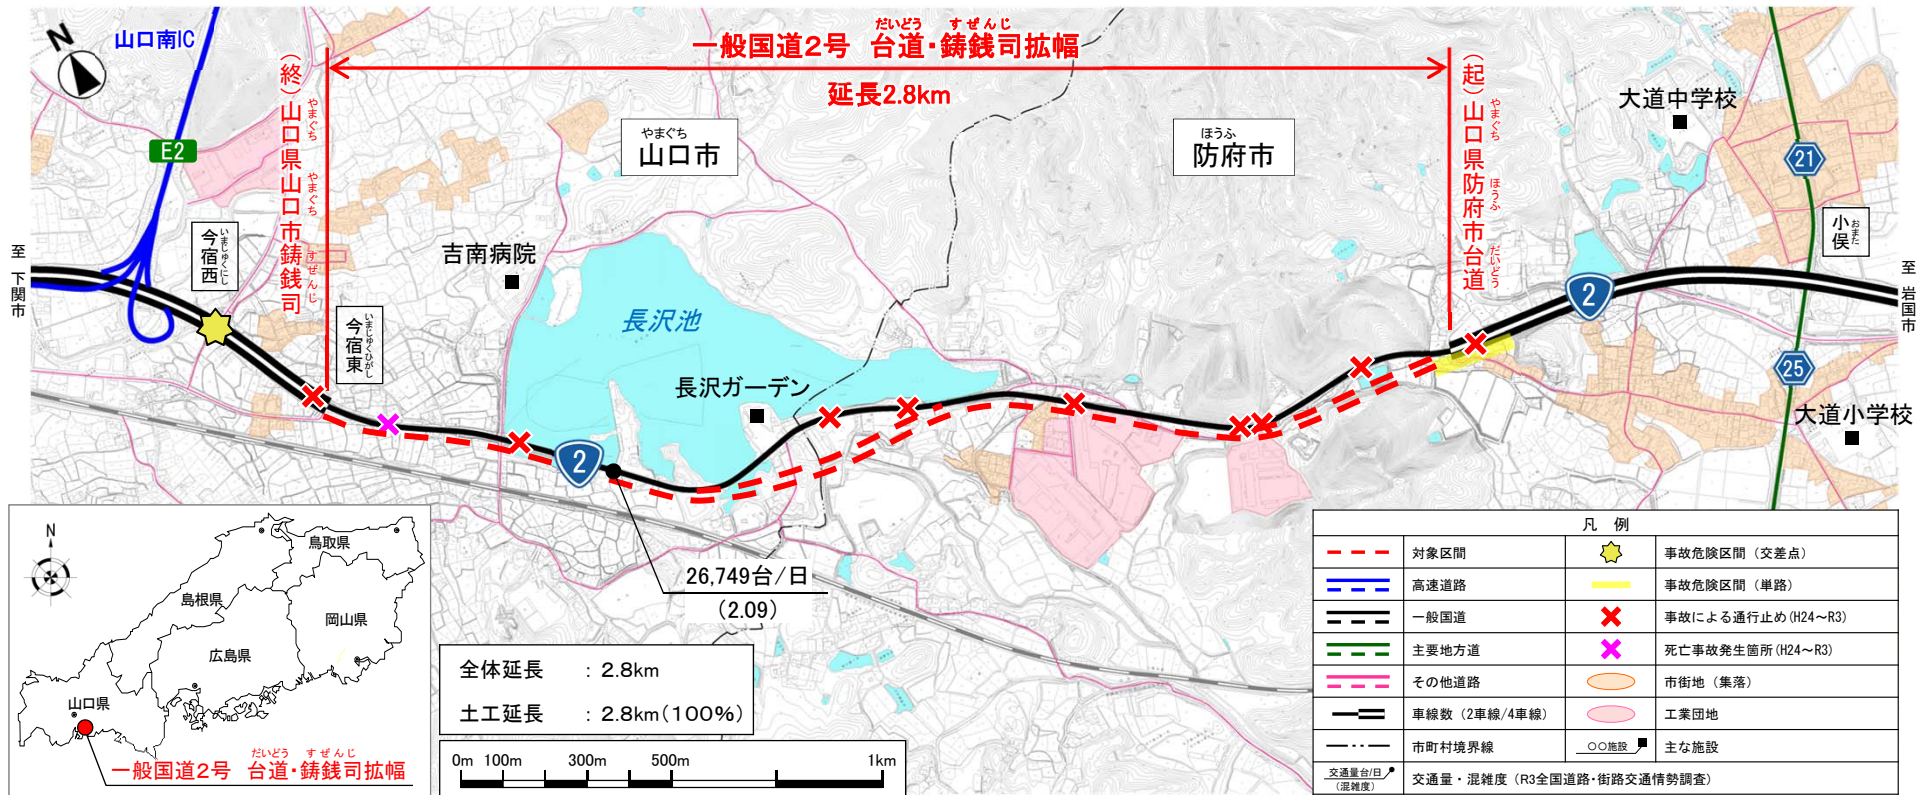 だいどう すぜんじ
一般国道2号 台道・鋳銭司拡幅
延長2.8km
N
山口南IC
E2
(終)山口県山口市鋳銭司
やまぐち やまぐち すぜんじ
(起)山口県防府市台道
やまぐち ほうふ だいどう
やまぐち
山口市
ほうふ
防府市
大道中学校
21
小俣
おまた
至 岩国市
至 下関市
今宿西
いまじゅくにし
今宿東
いまじゅくひがし
吉南病院
長沢池
長沢ガーデン
2
2
25
大道小学校
26,749台/日
(2.09)
N
鳥取県
島根県
岡山県
広島県
山口県
だいどう すぜんじ
一般国道2号 台道・鋳銭司拡幅
全体延長 : 2.8km
土工延長 : 2.8km(100%)
0m 100m 300m 500m 1km
凡 例
対象区間 事故危険区間(交差点)
高速道路 事故危険区間(単路)
一般国道 事故による通行止め(H24～R3)
主要地方道 死亡事故発生箇所(H24～R3)
その他道路 市街地(集落)
車線数(2車線/4車線) 工業団地
市町村境界線 ○○施設 主な施設
交通量台/日
(混雑度) 交通量・混雑度(R3全国道路・街路交通情勢調査)